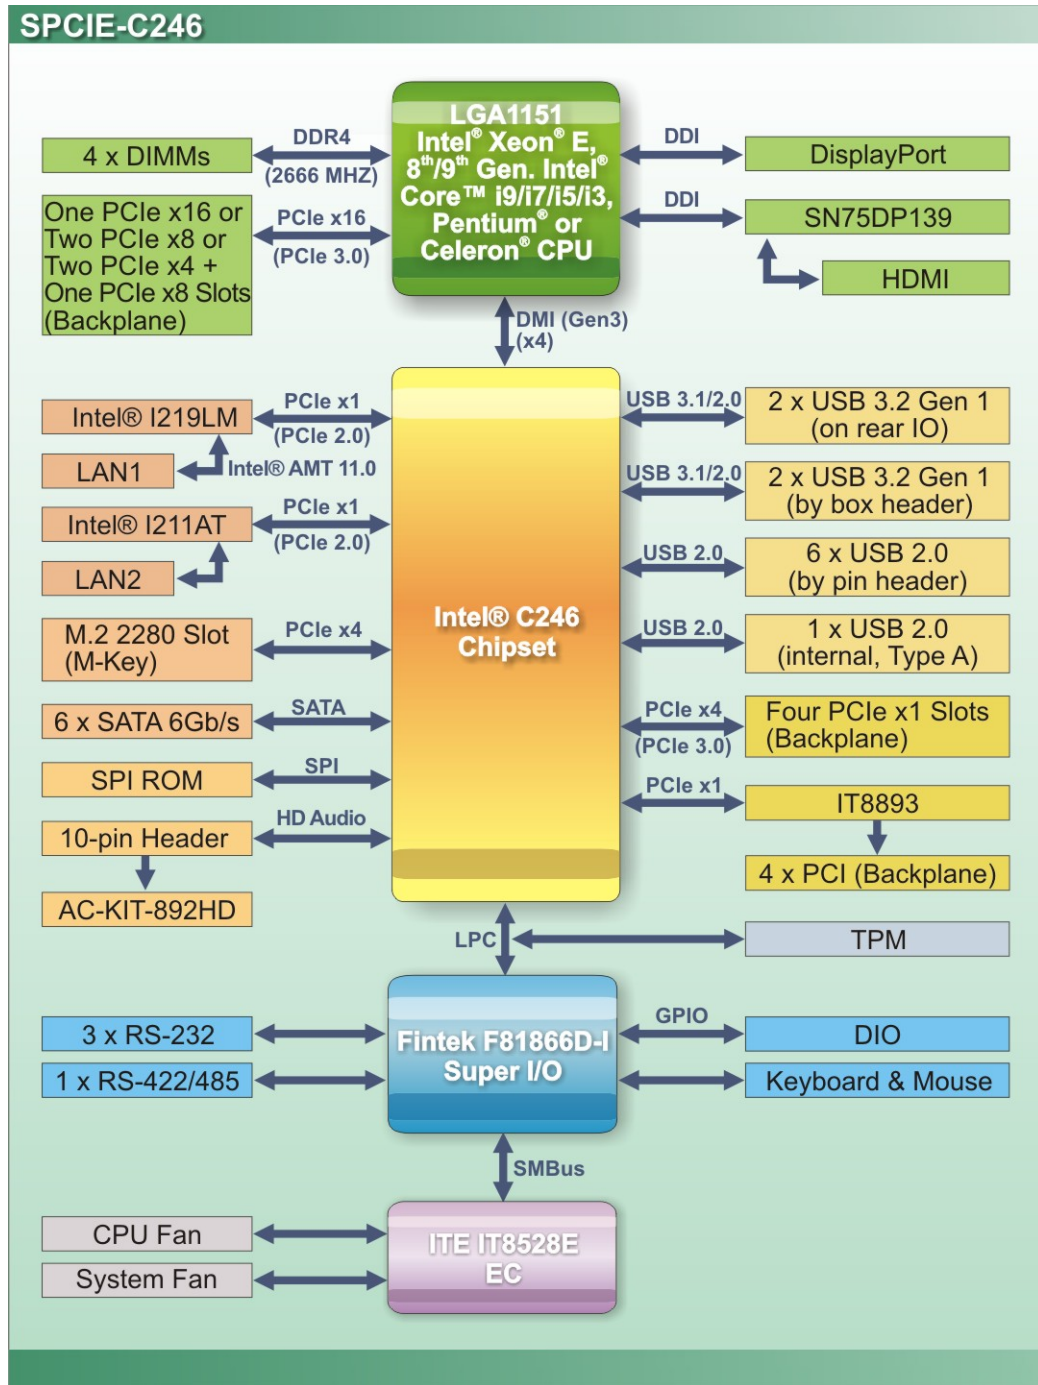 SPCIE-C246
LGA1151
Intel® Xeon® E,
8th/9th Gen. Intel®
Core™ i9/i7/i5/i3,
Pentium® or
Celeron® CPU
4 x DIMMs
DDR4
(2666 MHZ)
One PCIe x16 or
Two PCIe x8 or
Two PCIe x4 +
One PCIe x8 Slots
(Backplane)
PCIe x16
(PCIe 3.0)
DDI
DisplayPort
DDI
SN75DP139
HDMI
DMI (Gen3)
(x4)
Intel® I219LM
PCIe x1
(PCIe 2.0)
LAN1
Intel® AMT 11.0
Intel® I211AT
PCIe x1
(PCIe 2.0)
LAN2
M.2 2280 Slot
(M-Key)
PCIe x4
6 x SATA 6Gb/s
SATA
SPI ROM
SPI
10-pin Header
HD Audio
AC-KIT-892HD
Intel® C246
Chipset
USB 3.1/2.0
2 x USB 3.2 Gen 1
(on rear IO)
USB 3.1/2.0
2 x USB 3.2 Gen 1
(by box header)
USB 2.0
6 x USB 2.0
(by pin header)
USB 2.0
1 x USB 2.0
(internal, Type A)
PCIe x4
(PCIe 3.0)
Four PCIe x1 Slots
(Backplane)
PCIe x1
IT8893
4 x PCI (Backplane)
LPC
TPM
3 x RS-232
1 x RS-422/485
Fintek F81866D-I
Super I/O
GPIO
DIO
Keyboard & Mouse
SMBus
CPU Fan
System Fan
ITE IT8528E
EC